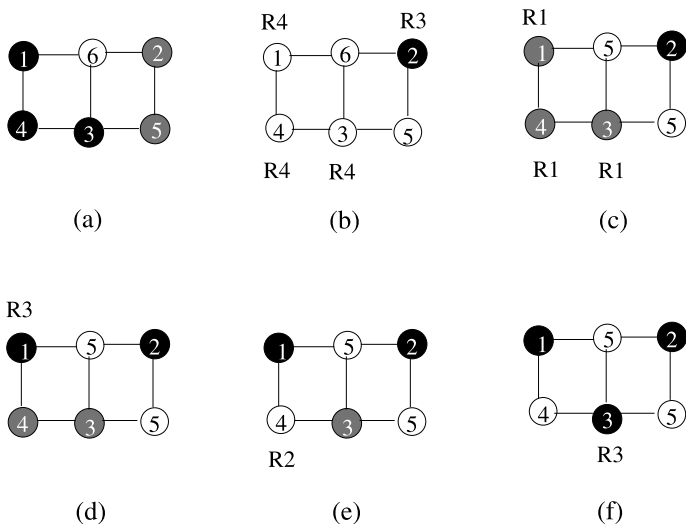 R4 R3 R1
1 6 2 1 6 2 1 5 2
4 3 5 4 3 5 4 3 5
R4 R4 R1 R1
(a) (b) (c)
R3
1 5 2 1 5 2 1 5 2
4 3 5 4 3 5 4 3 5
R2 R3
(d) (e) (f)